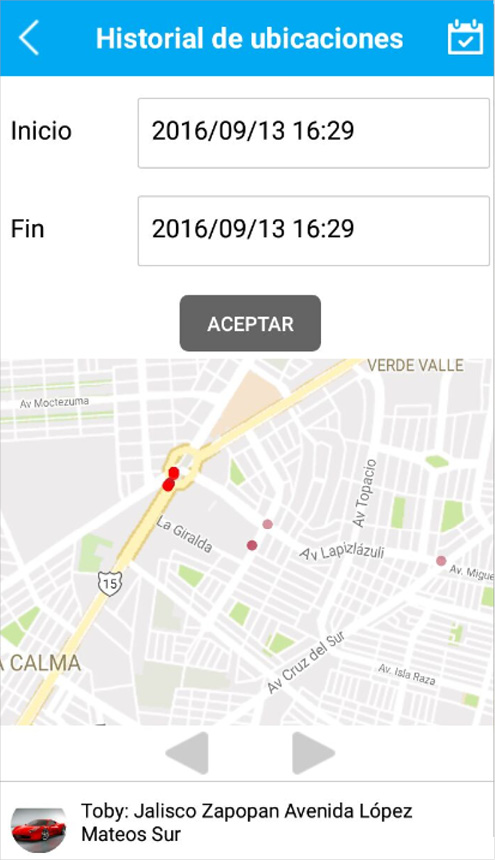 Historial de ubicaciones
Inicio
2016/09/13 16:29
Fin
2016/09/13 16:29
ACEPTAR
VERDE VALLE
Av Moctezuma
Av Topacio
La Giralda
Av Lapizlázuli
Av. Migue
15
LA CALMA
Av Cruz del Sur
Av. Isla Raza
Toby: Jalisco Zapopan Avenida López
Mateos Sur